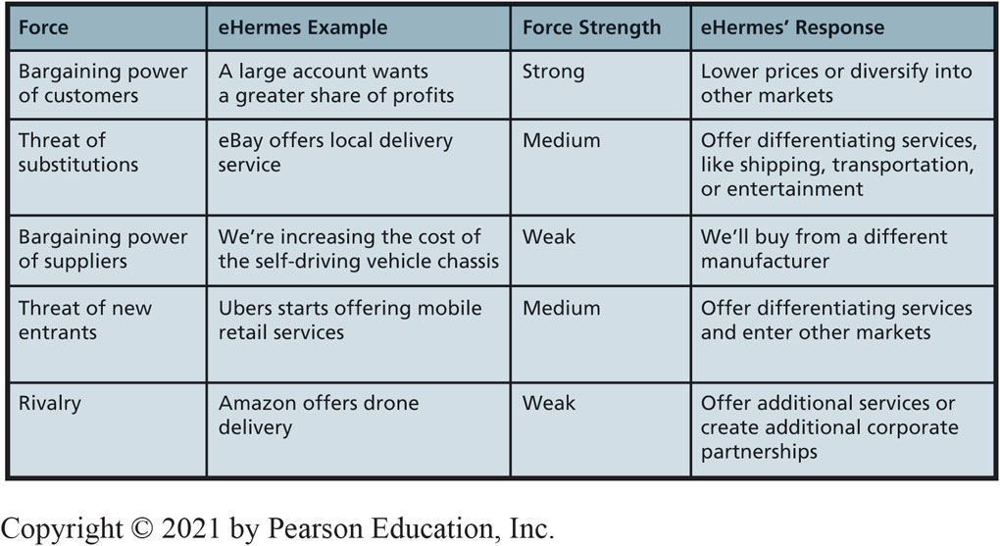 Force eHermes Example Force Strength eHermes' Response
Bargaining power A large account wants Strong Lower prices or diversify into
of customers a greater share of profits other markets
Threat of eBay offers local delivery Medium Offer differentiating services,
substitutions service like shipping, transportation,
or entertainment
Bargaining power We're increasing the cost of Weak We'll buy from a different
of suppliers the self-driving vehicle chassis manufacturer
Threat of new Ubers starts offering mobile Medium Offer differentiating services
entrants retail services and enter other markets
Rivalry Amazon offers drone Weak Offer additional services or
delivery create additional corporate
partnerships
Copyright © 2021 by Pearson Education, Inc.